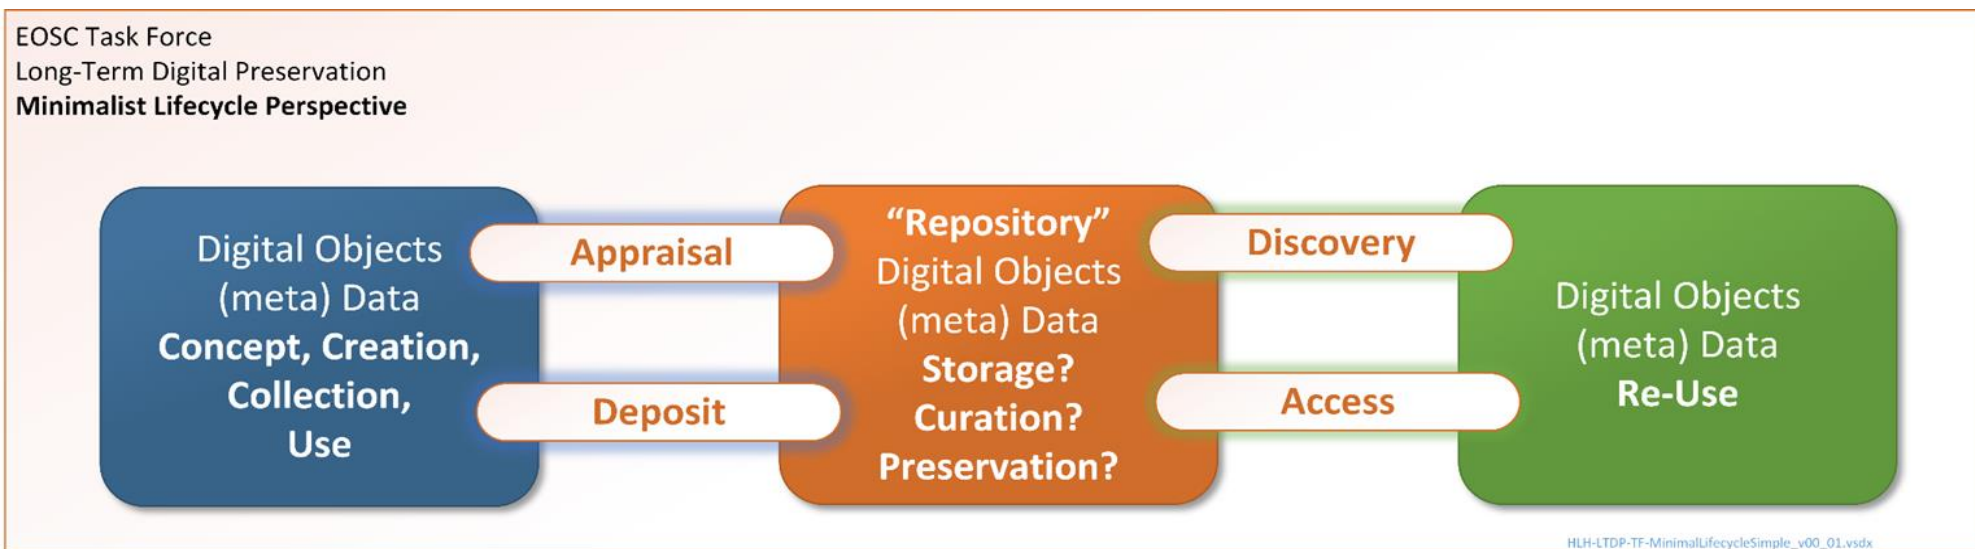 EOSC Task Force
Long-Term Digital Preservation
Minimalist Lifecycle Perspective
Digital Objects
(meta) Data
Concept, Creation,
Collection,
Use
Appraisal
Deposit
“Repository”
Digital Objects
(meta) Data
Storage?
Curation?
Preservation?
Discovery
Access
Digital Objects
(meta) Data
Re-Use
HLH-LTDP-TF-MinimalLifecycleSimple_v00_01.vsdx